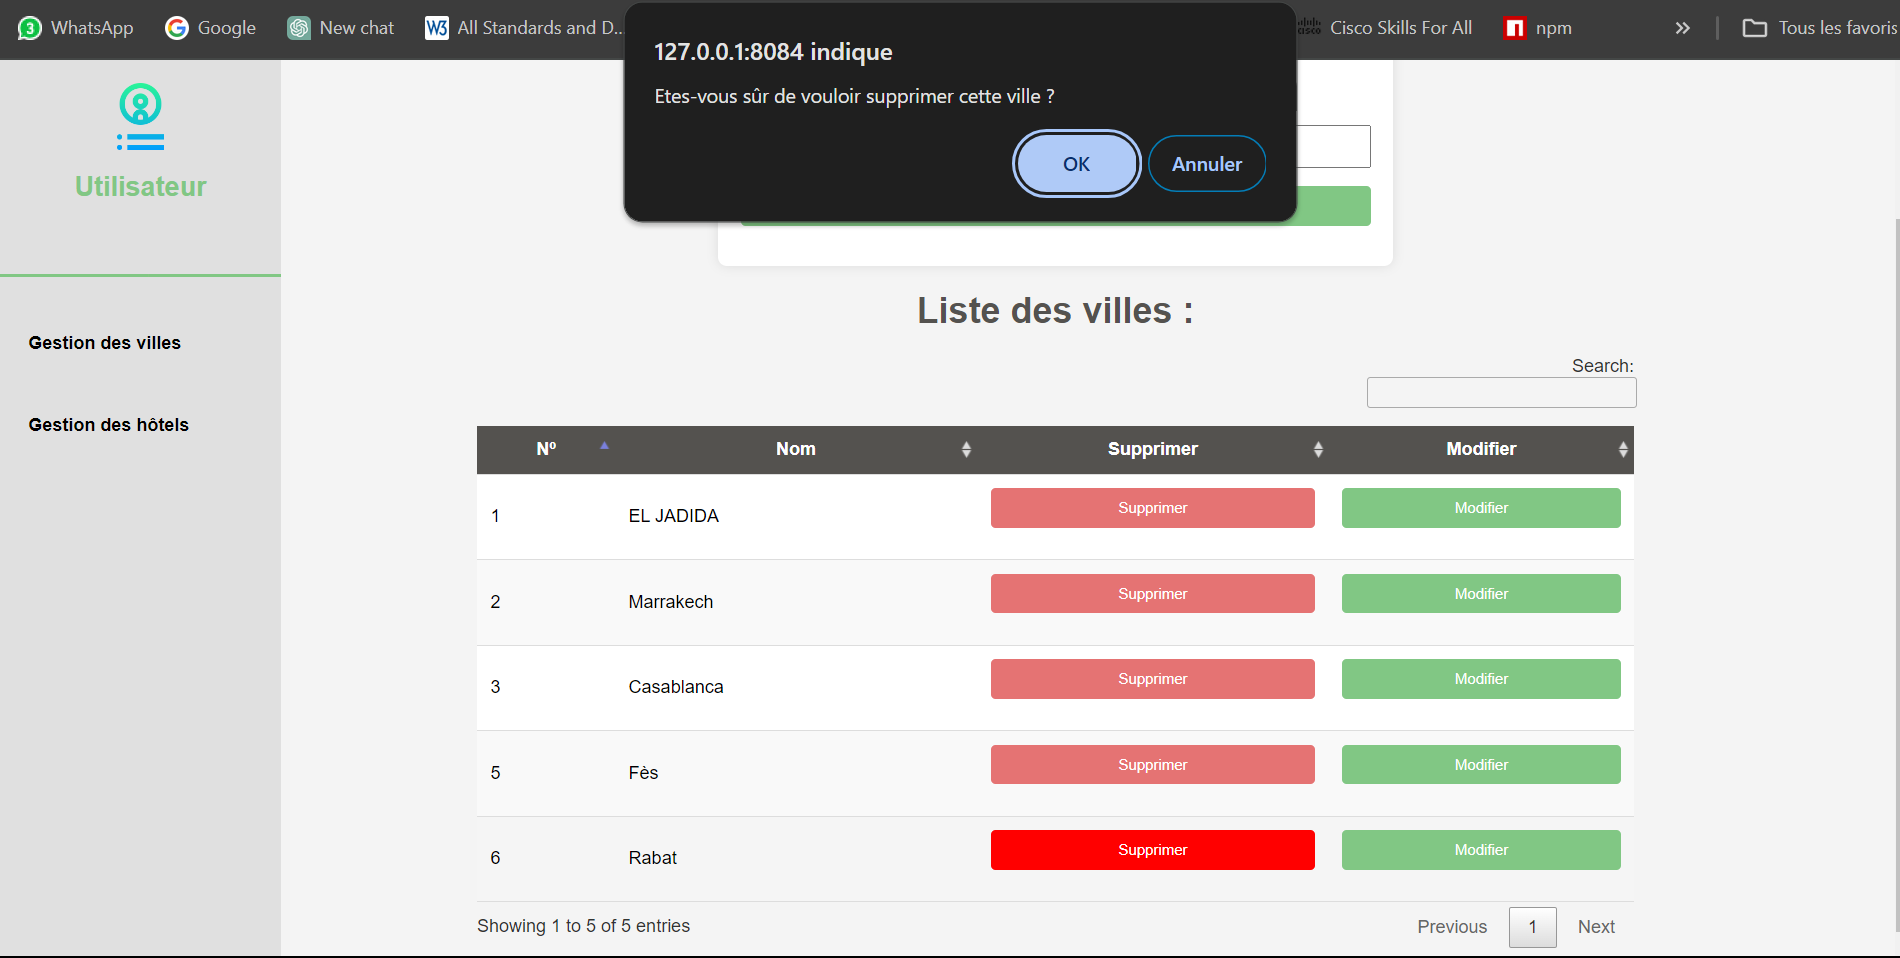 3 WhatsApp Google New chat W3 All Standards and D... cisco Cisco Skills For All npm Tous les favoris
127.0.0.1:8084 indique
Etes-vous sûr de vouloir supprimer cette ville ?
OK Annuler
Utilisateur
Gestion des villes
Gestion des hôtels
Liste des villes :
Search:
Nº Nom Supprimer Modifier
1 EL JADIDA Supprimer Modifier
2 Marrakech Supprimer Modifier
3 Casablanca Supprimer Modifier
5 Fès Supprimer Modifier
6 Rabat Supprimer Modifier
Showing 1 to 5 of 5 entries Previous 1 Next